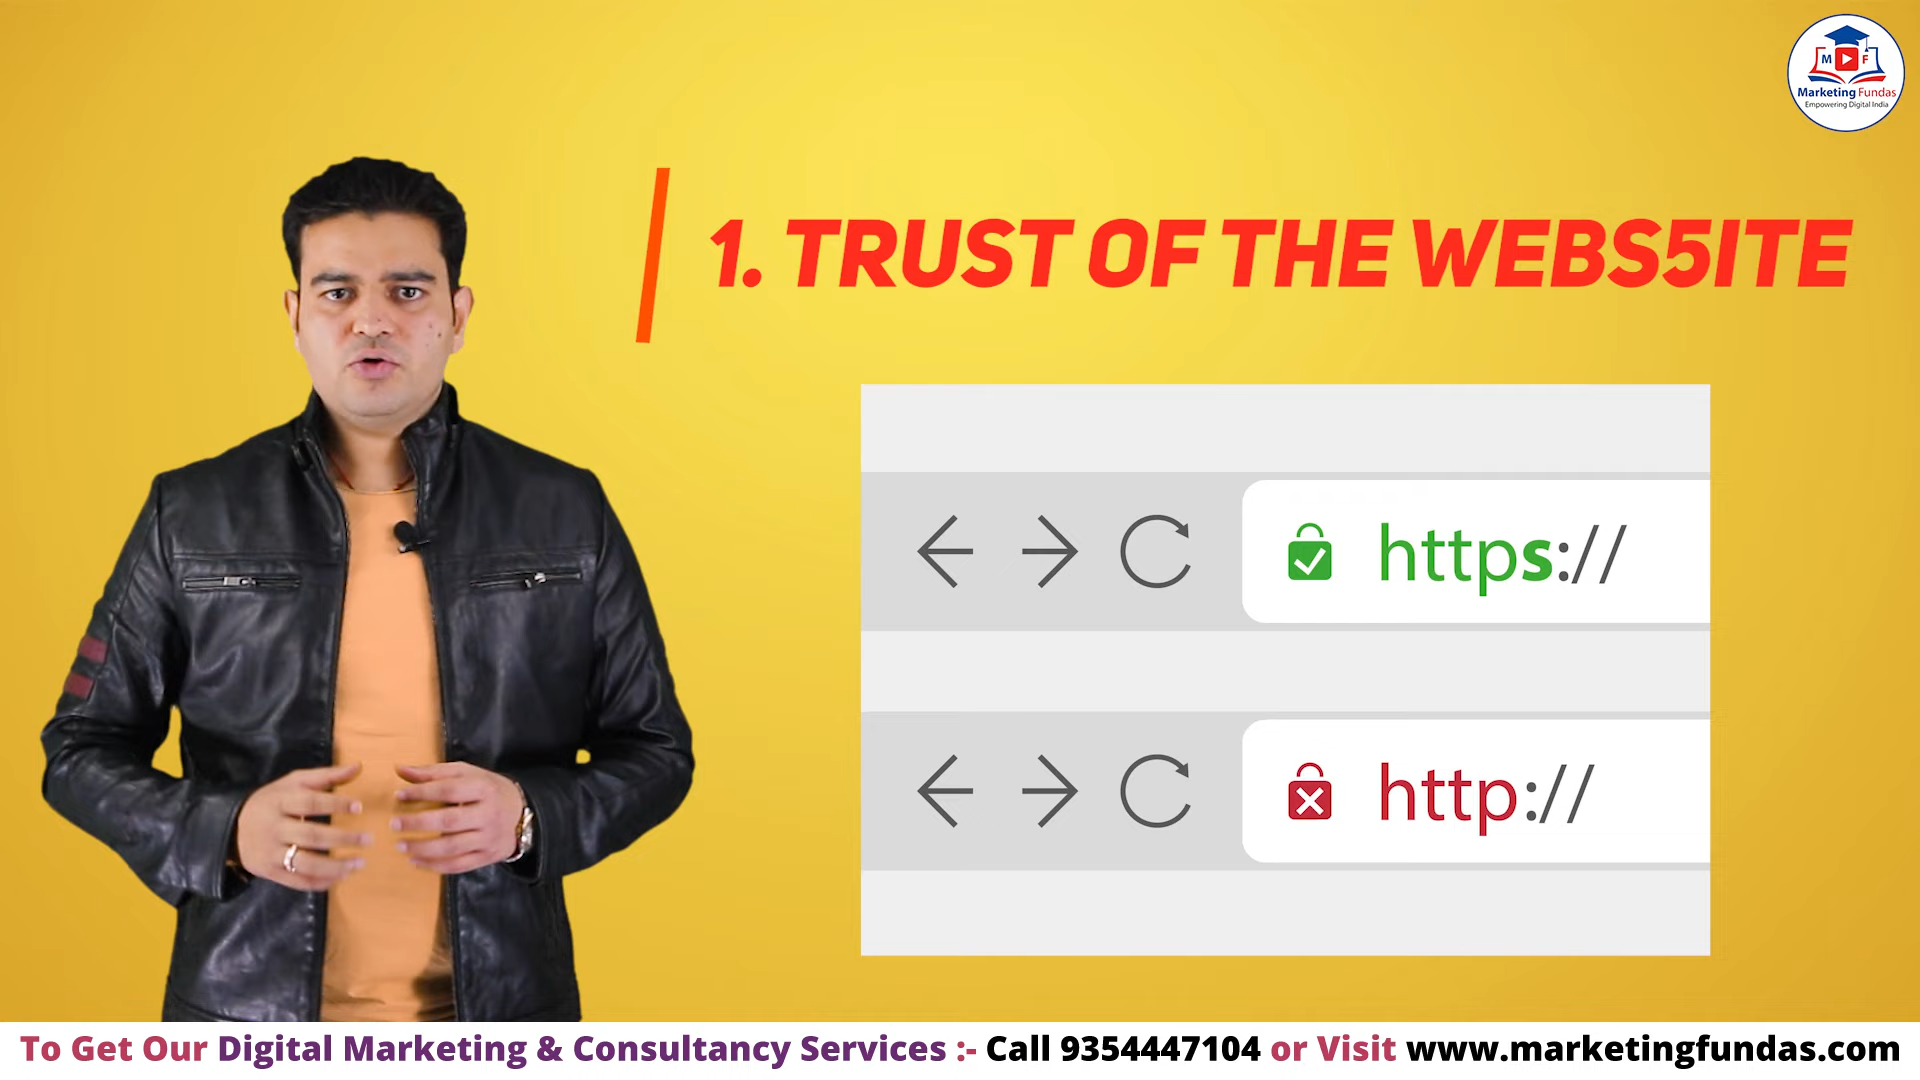 M F
Marketing Fundas
Empowering Digital India
1. TRUST OF THE WEBS5ITE
https://
http://
To Get Our Digital Marketing & Consultancy Services :- Call 9354447104 or Visit www.marketingfundas.com